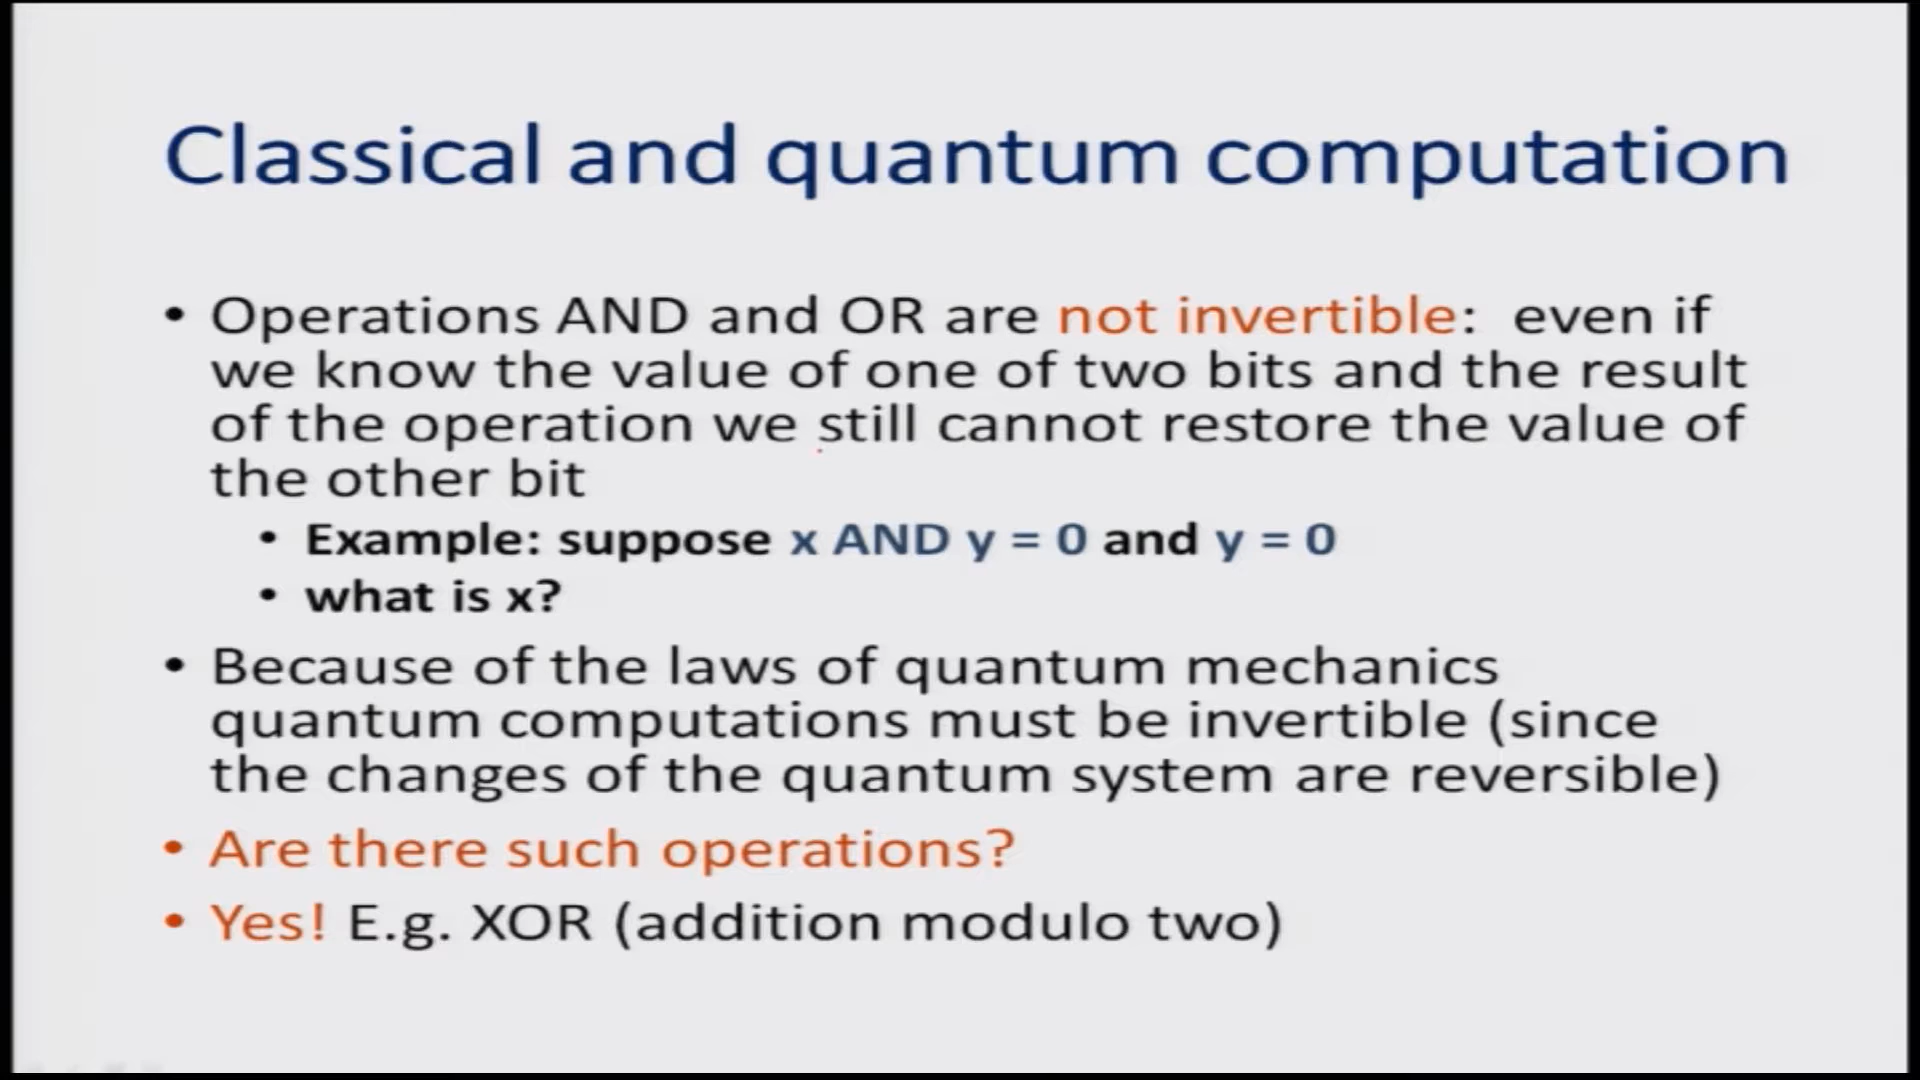 Classical and quantum computation
• Operations AND and OR are not invertible: even if
we know the value of one of two bits and the result
of the operation we still cannot restore the value of
the other bit
• Example: suppose x AND y = 0 and y = 0
• what is x?
• Because of the laws of quantum mechanics
quantum computations must be invertible (since
the changes of the quantum system are reversible)
• Are there such operations?
• Yes! E.g. XOR (addition modulo two)